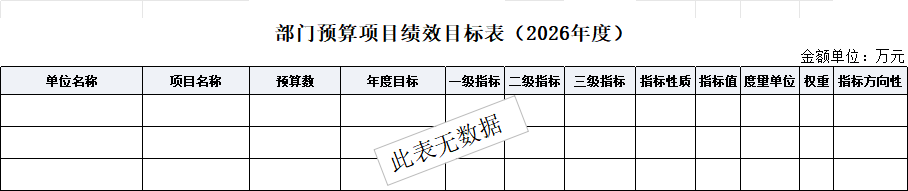 部门预算项目绩效目标表（2026年度）
金额单位：万元
单位名称 项目名称 预算数 年度目标 一级指标 二级指标 三级指标 指标性质 指标值 度量单位 权重 指标方向性
此表无数据